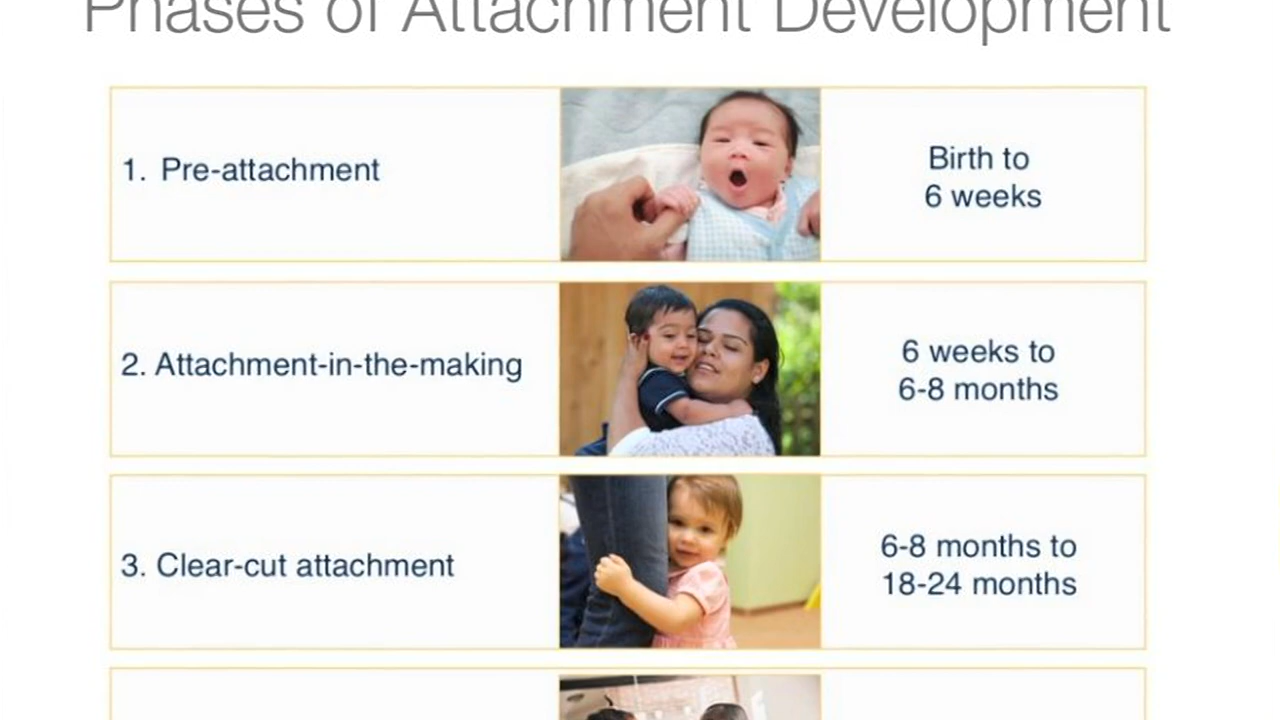 Phases of Attachment Development
1. Pre-attachment
Birth to
6 weeks
2. Attachment-in-the-making
6 weeks to
6-8 months
3. Clear-cut attachment
6-8 months to
18-24 months